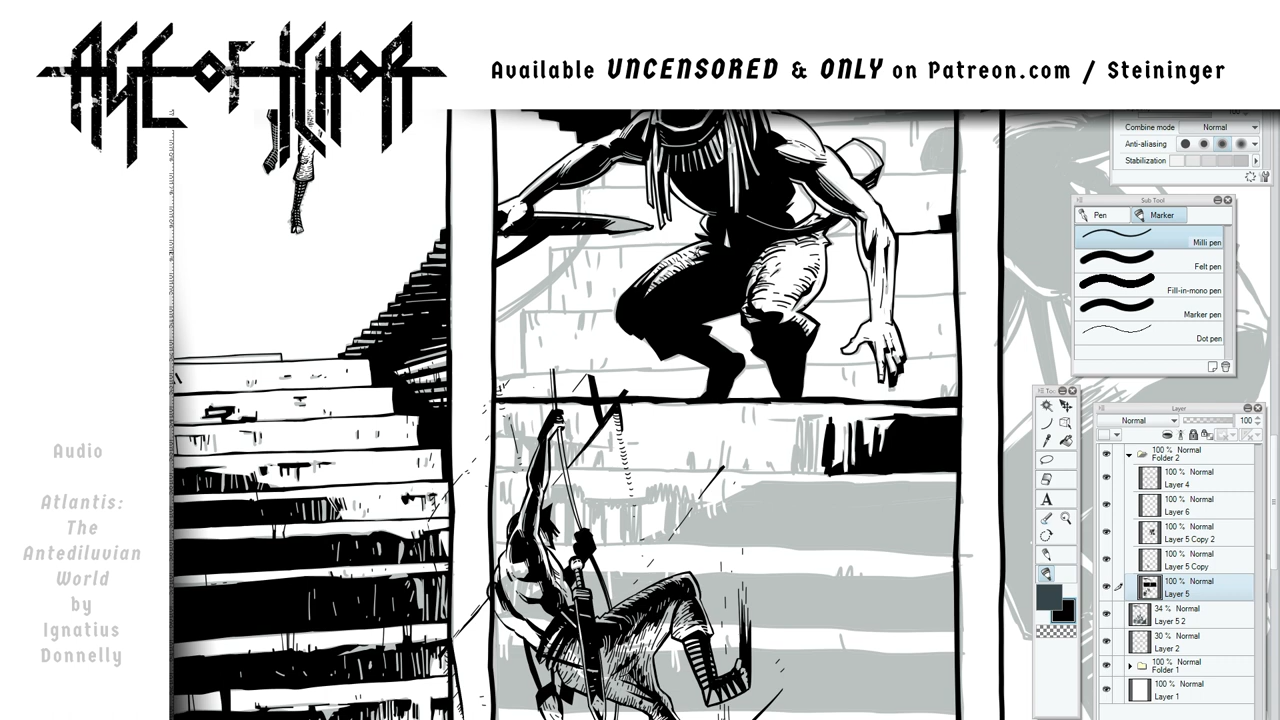 AGE OF ICHOR
Available UNCENSORED & ONLY on Patreon.com / Steininger
Combine mode Normal
Anti-aliasing
Stabilization
Sub Tool
Pen Marker
Milli pen
Felt pen
Fill-in-mono pen
Marker pen
Dot pen
Layer
Normal 100
100 % Normal
Folder 2
100 % Normal
Layer 4
100 % Normal
Layer 6
100 % Normal
Layer 5 Copy 2
100 % Normal
Layer 5 Copy
100 % Normal
Layer 5
34 % Normal
Layer 5 2
30 % Normal
Layer 2
100 % Normal
Folder 1
100 % Normal
Layer 1
Audio
Atlantis:
The
Antediluvian
World
by
Ignatius
Donnelly